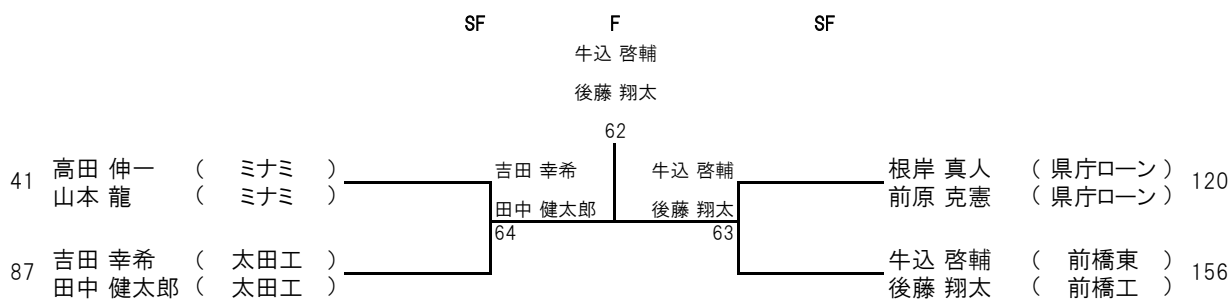 SF F SF
牛込 啓輔
後藤 翔太
62
41 高田 伸一 ( ミナミ ) 吉田 幸希 牛込 啓輔 根岸 真人 ( 県庁ローン ) 120
山本 龍 ( ミナミ ) 前原 克憲 ( 県庁ローン )
田中 健太郎 後藤 翔太
64 63
87 吉田 幸希 ( 太田工 ) 牛込 啓輔 ( 前橋東 ) 156
田中 健太郎 ( 太田工 ) 後藤 翔太 ( 前橋工 )